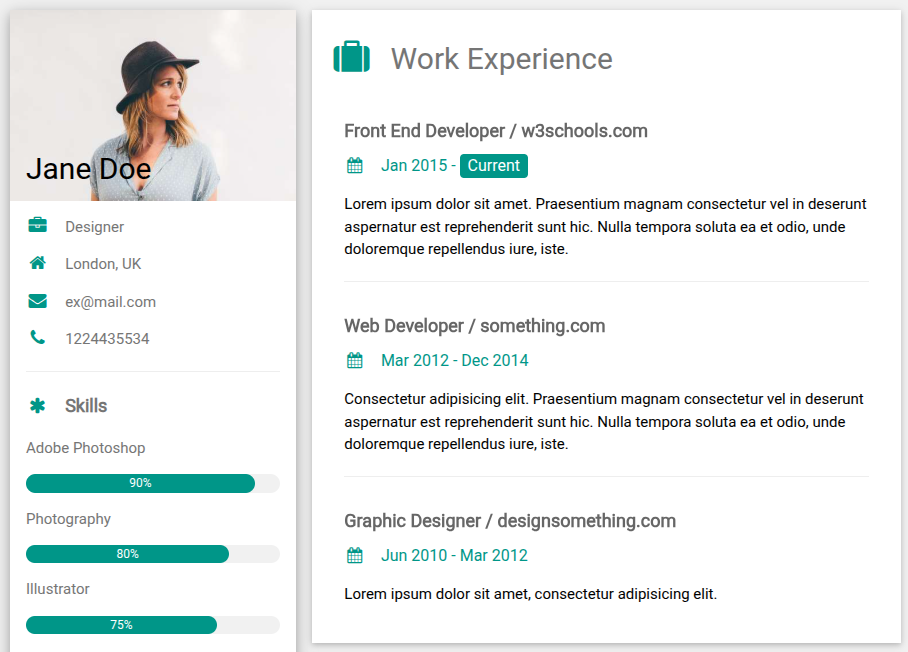 Jane Doe
Designer
London, UK
ex@mail.com
1224435534
Skills
Adobe Photoshop
90%
Photography
80%
Illustrator
75%
Work Experience
Front End Developer / w3schools.com
Jan 2015 - Current
Lorem ipsum dolor sit amet. Praesentium magnam consectetur vel in deserunt
aspernatur est reprehenderit sunt hic. Nulla tempora soluta ea et odio, unde
doloremque repellendus iure, iste.
Web Developer / something.com
Mar 2012 - Dec 2014
Consectetur adipisicing elit. Praesentium magnam consectetur vel in deserunt
aspernatur est reprehenderit sunt hic. Nulla tempora soluta ea et odio, unde
doloremque repellendus iure, iste.
Graphic Designer / designsomething.com
Jun 2010 - Mar 2012
Lorem ipsum dolor sit amet, consectetur adipisicing elit.